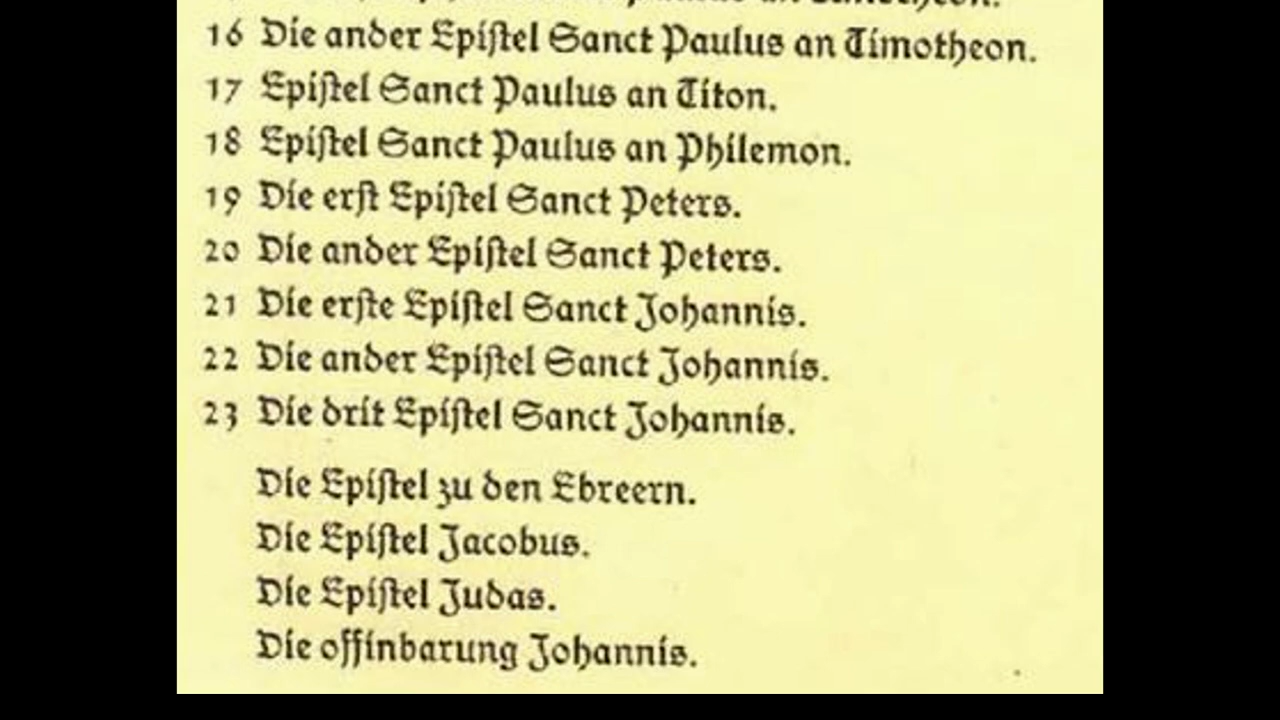 16 Die ander Epiſtel Sanct Paulus an Timotheon.
17 Epiſtel Sanct Paulus an Titon.
18 Epiſtel Sanct Paulus an Philemon.
19 Die erſt Epiſtel Sanct Peters.
20 Die ander Epiſtel Sanct Peters.
21 Die erſte Epiſtel Sanct Johannis.
22 Die ander Epiſtel Sanct Johannis.
23 Die drit Epiſtel Sanct Johannis.
Die Epiſtel zu den Ebreern.
Die Epiſtel Jacobus.
Die Epiſtel Judas.
Die offinbarung Johannis.